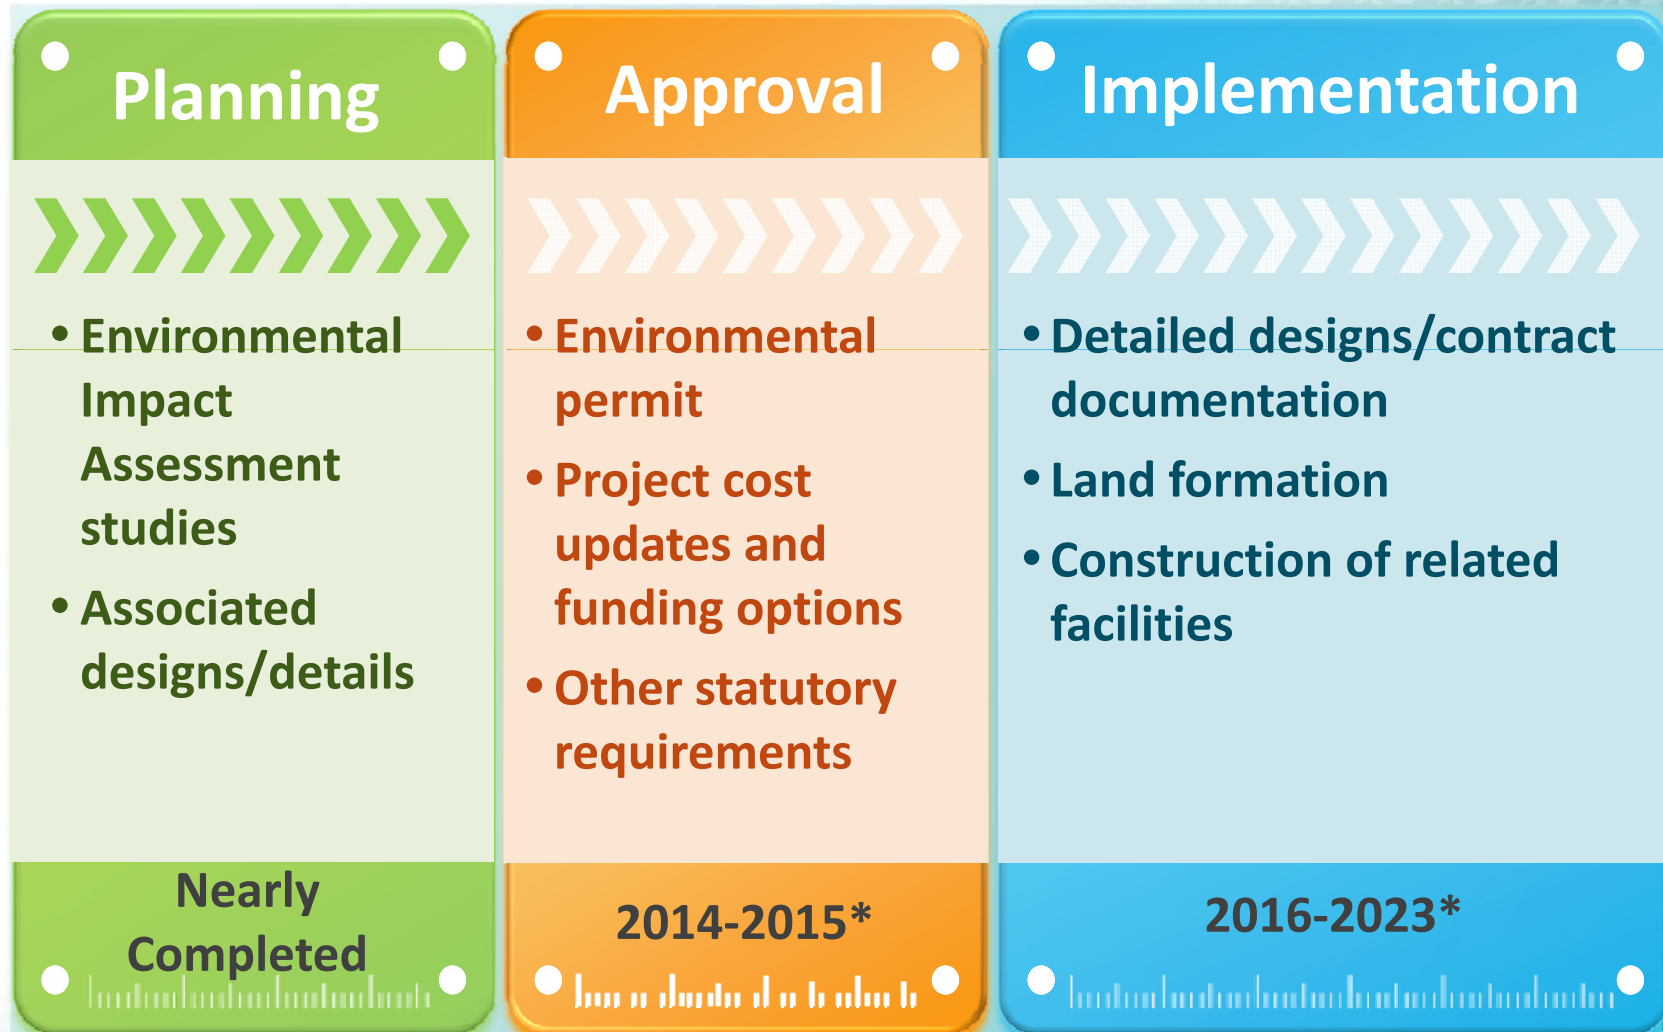 Planning
• Environmental
Impact
Assessment
studies
• Associated
designs/details
Nearly
Completed
Approval
• Environmental
permit
• Project cost
updates and
funding options
• Other statutory
requirements
2014-2015*
Implementation
• Detailed designs/contract
documentation
• Land formation
• Construction of related
facilities
2016-2023*